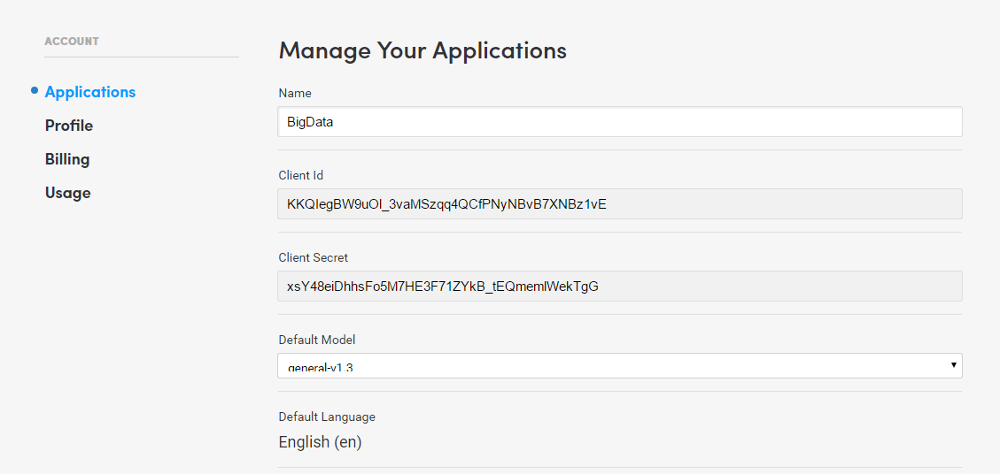 ACCOUNT
Applications
Profile
Billing
Usage
Manage Your Applications
Name
BigData
Client Id
KKQIegBW9uOl_3vaMSzqq4QCfPNyNBvB7XNBz1vE
Client Secret
xsY48eiDhhsFo5M7HE3F71ZYkB_tEQmemlWekTgG
Default Model
general-v1.3
Default Language
English (en)